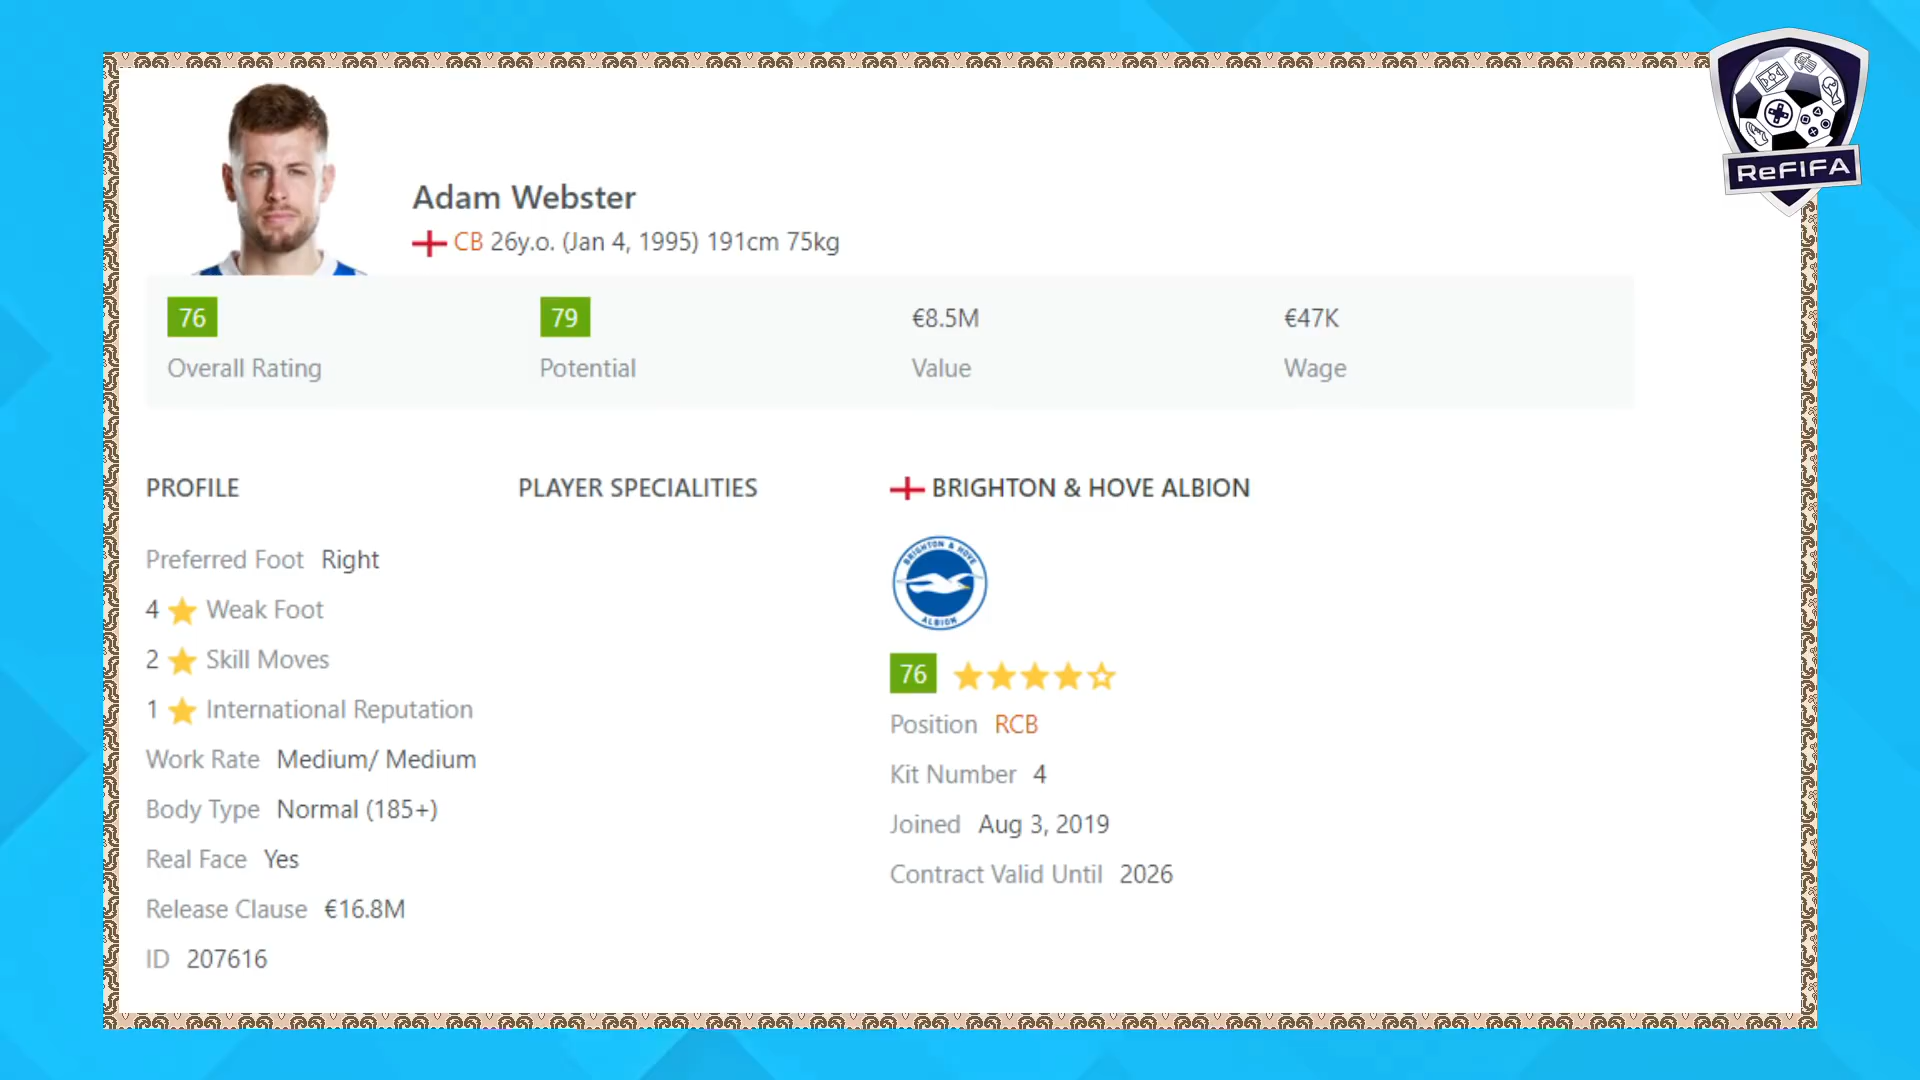 ReFIFA
Adam Webster
CB 26y.o. (Jan 4, 1995) 191cm 75kg
76
Overall Rating
79
Potential
€8.5M
Value
€47K
Wage
PROFILE
Preferred Foot Right
4 Weak Foot
2 Skill Moves
1 International Reputation
Work Rate Medium/ Medium
Body Type Normal (185+)
Real Face Yes
Release Clause €16.8M
ID 207616
PLAYER SPECIALITIES
BRIGHTON & HOVE ALBION
BRIGHTON & HOVE
ALBION
76
Position RCB
Kit Number 4
Joined Aug 3, 2019
Contract Valid Until 2026